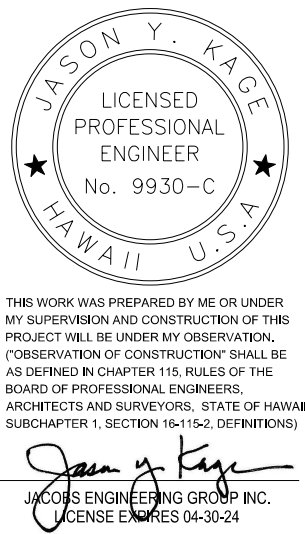 JASON Y. KAGE
LICENSED
PROFESSIONAL
ENGINEER
No. 9930-C
HAWAII U.S.A
THIS WORK WAS PREPARED BY ME OR UNDER
MY SUPERVISION AND CONSTRUCTION OF THIS
PROJECT WILL BE UNDER MY OBSERVATION.
("OBSERVATION OF CONSTRUCTION" SHALL BE
AS DEFINED IN CHAPTER 115, RULES OF THE
BOARD OF PROFESSIONAL ENGINEERS,
ARCHITECTS AND SURVEYORS, STATE OF HAWAII
SUBCHAPTER 1, SECTION 16-115-2, DEFINITIONS)
Jason Y. Kage
JACOBS ENGINEERING GROUP INC.
LICENSE EXPIRES 04-30-24